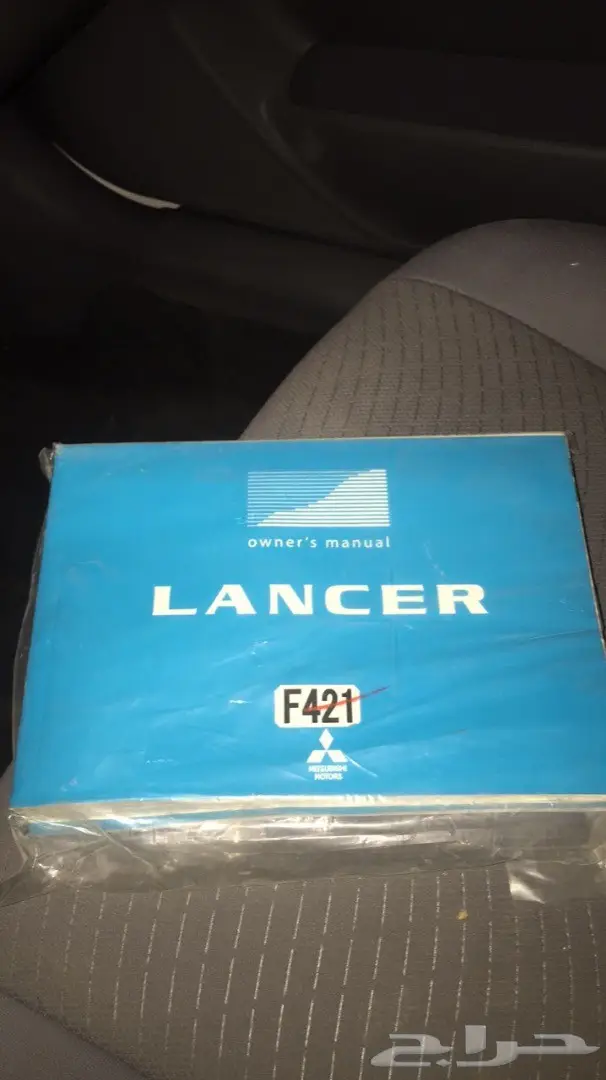 owner's manual
LANCER
F421
MITSUBISHI
MOTORS
حراج